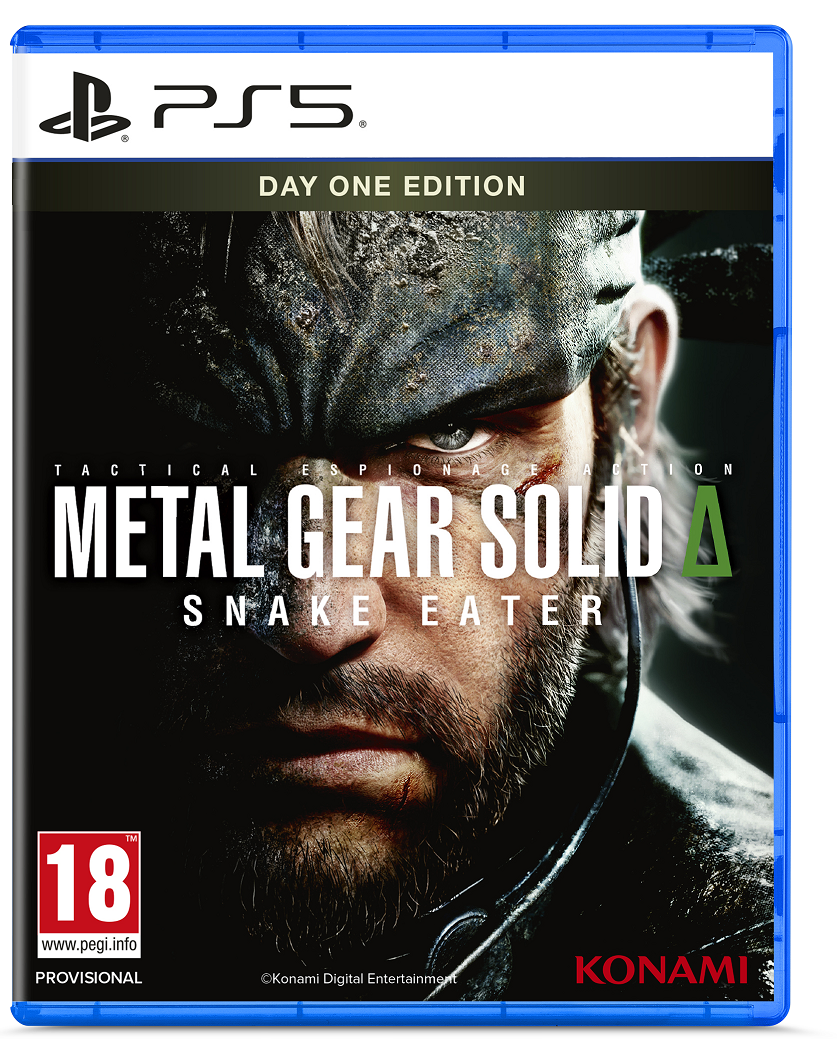 PS5®
DAY ONE EDITION
TACTICAL ESPIONAGE ACTION
METAL GEAR SOLID Δ
SNAKE EATER
18™
www.pegi.info
PROVISIONAL
©Konami Digital Entertainment
KONAMI